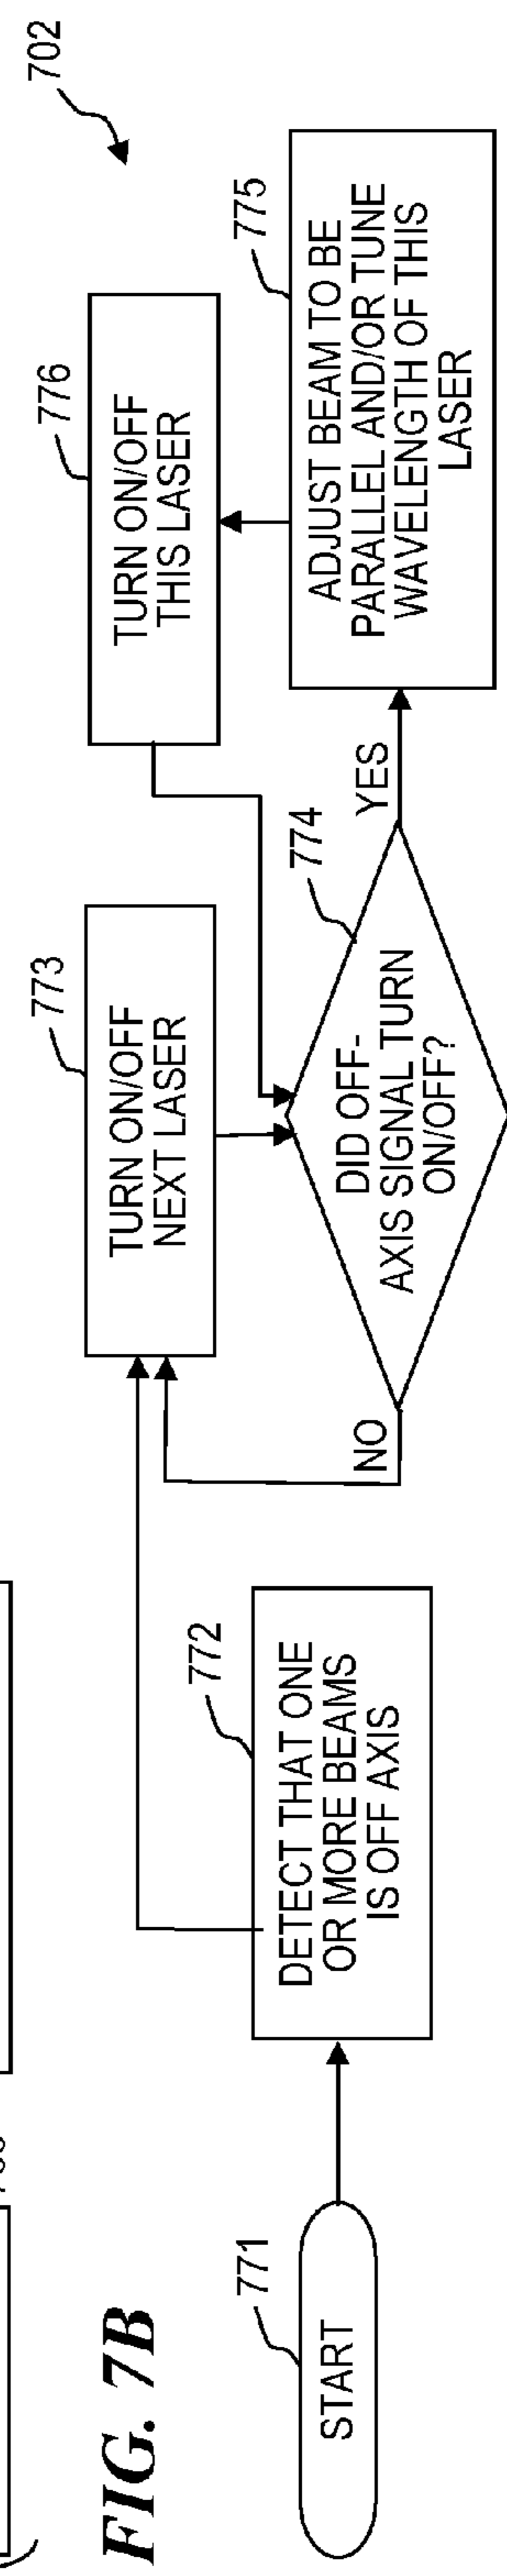 FIG. 7B
702
771
START
772
DETECT THAT ONE
OR MORE BEAMS
IS OFF AXIS
773
TURN ON/OFF
NEXT LASER
774
DID OFF-
AXIS SIGNAL TURN
ON/OFF?
NO
YES
775
ADJUST BEAM TO BE
PARALLEL AND/OR TUNE
WAVELENGTH OF THIS
LASER
776
TURN ON/OFF
THIS LASER